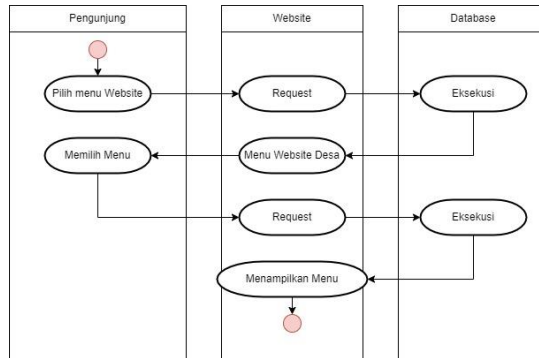 Pengunjung
Website
Database
Pilih menu Website
Request
Eksekusi
Memilih Menu
Menu Website Desa
Request
Eksekusi
Menampilkan Menu